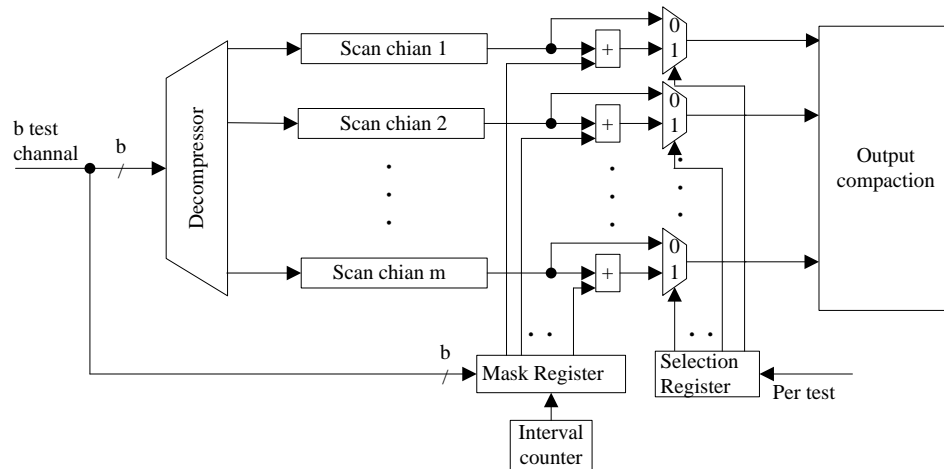 Scan chian 1
+
0
1
b test
channal
b
Decompressor
Scan chian 2
+
0
1
Output
compaction
Scan chian m
+
0
1
b
Mask Register
Selection
Register
Per test
Interval
counter